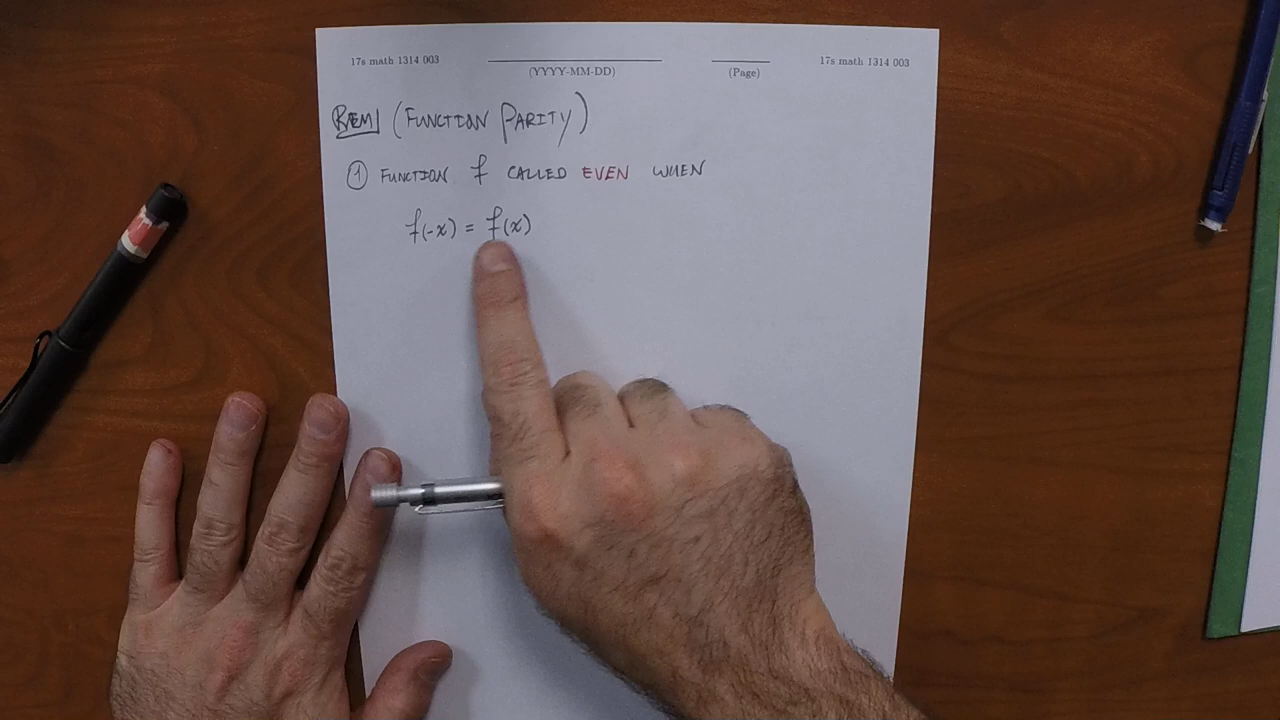 17s math 1314 003 (YYYY-MM-DD) (Page) 17s math 1314 003
REM (FUNCTION PARITY)
① FUNCTION f CALLED EVEN WHEN
f(-x) = f(x)